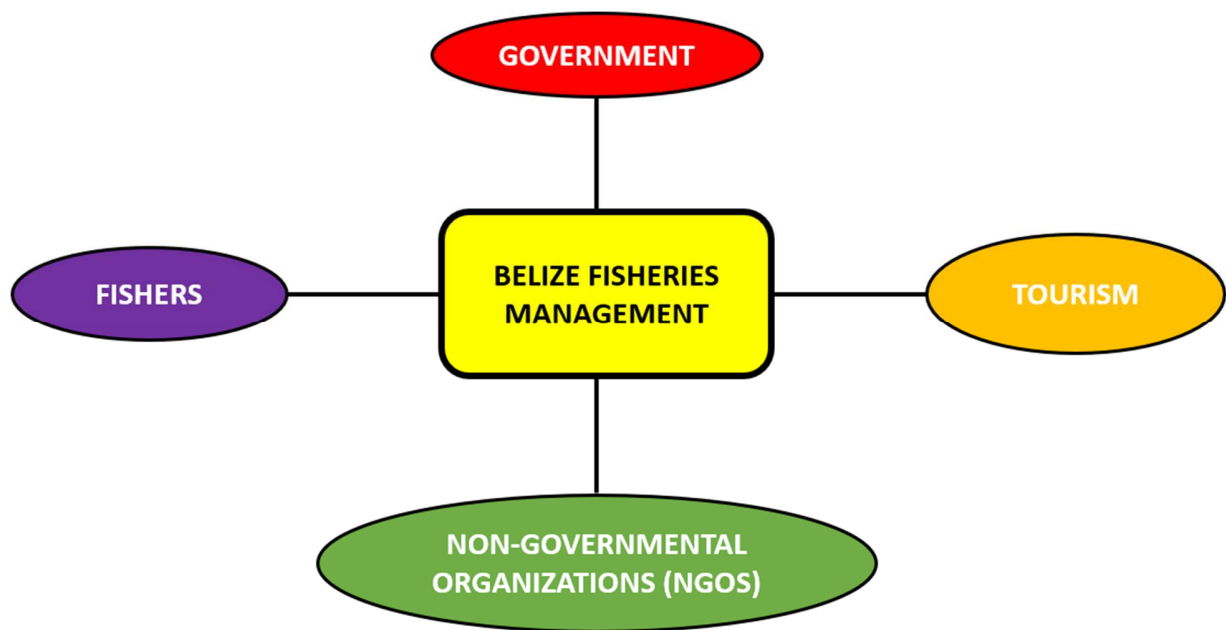 GOVERNMENT
FISHERS
BELIZE FISHERIES
MANAGEMENT
TOURISM
NON-GOVERNMENTAL
ORGANIZATIONS (NGOS)